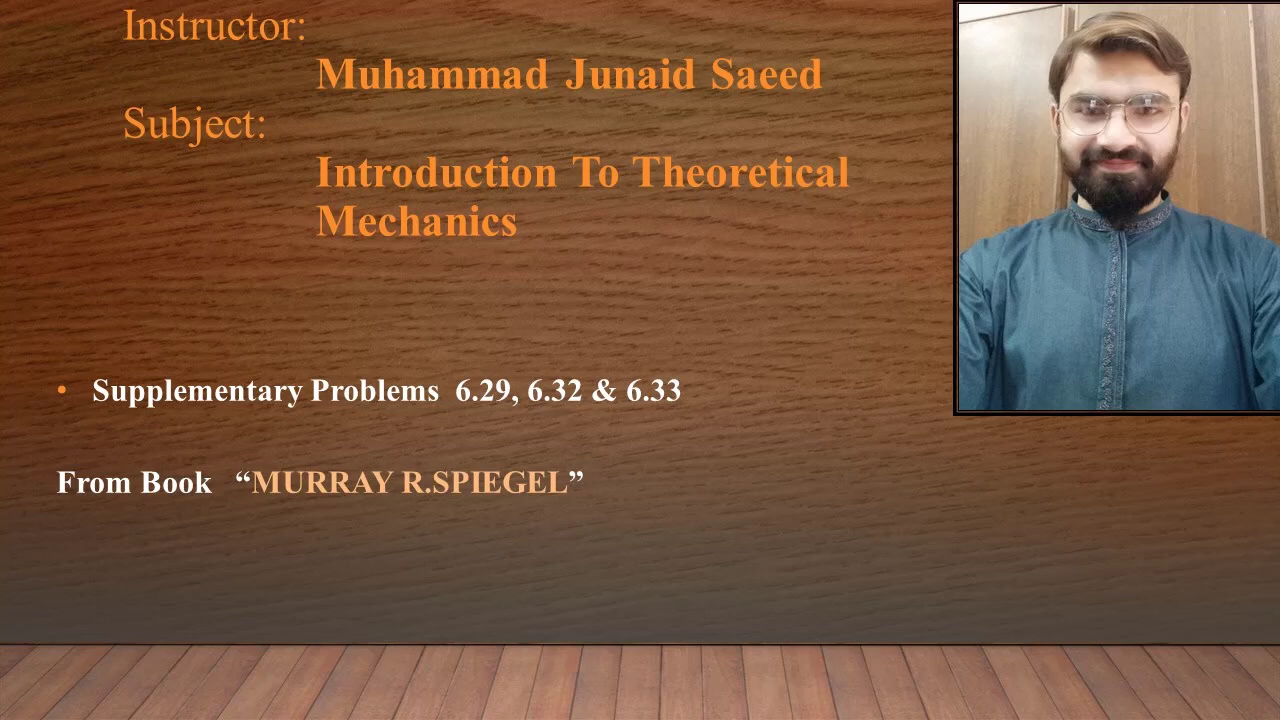 Instructor:
Muhammad Junaid Saeed
Subject:
Introduction To Theoretical
Mechanics
• Supplementary Problems 6.29, 6.32 & 6.33
From Book “MURRAY R.SPIEGEL”